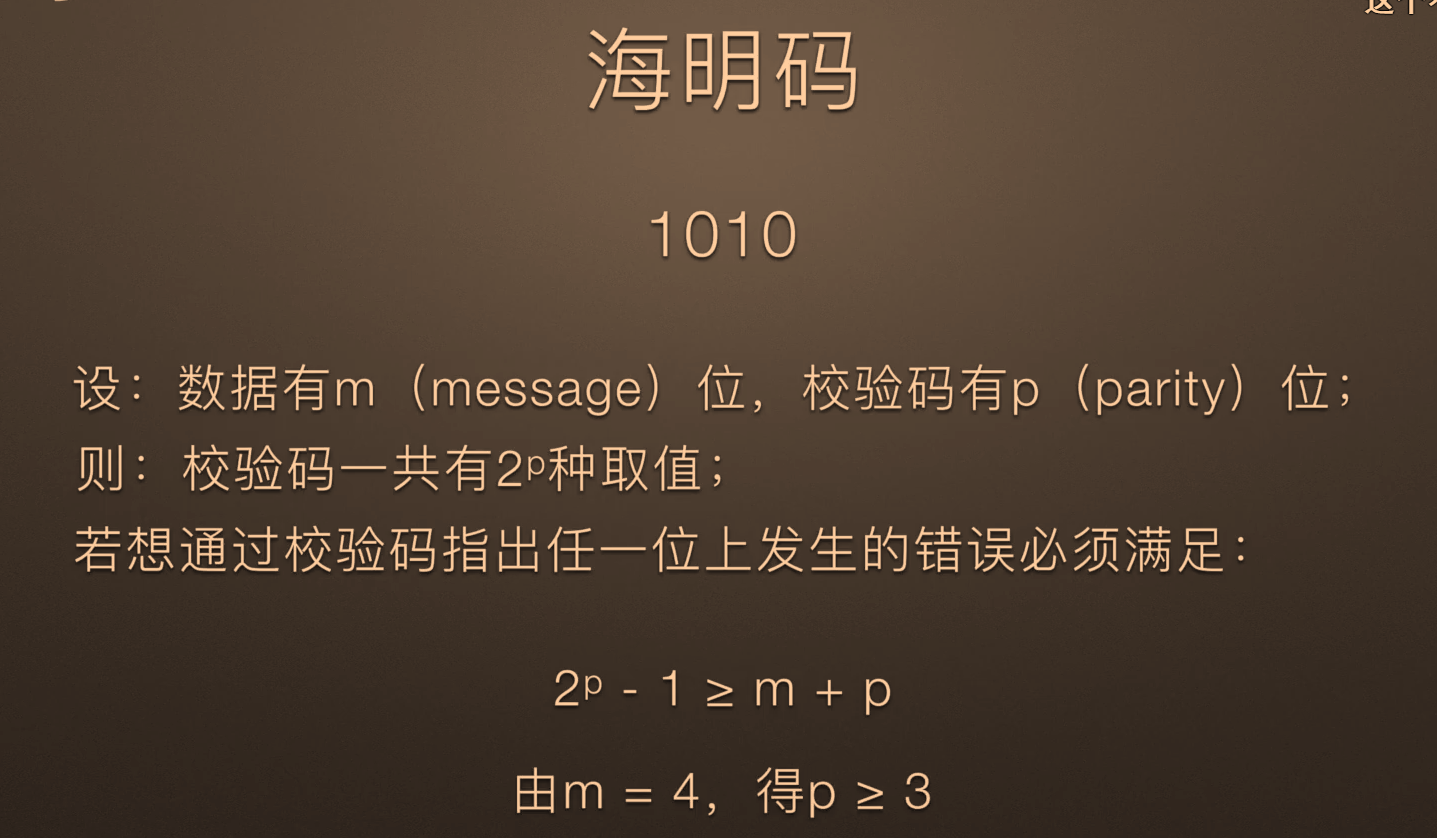 海明码
1010
设：数据有m（message）位，校验码有p（parity）位；
则：校验码一共有2ᵖ种取值；
若想通过校验码指出任一位上发生的错误必须满足：
2ᵖ - 1 ≥ m + p
由m = 4，得p ≥ 3